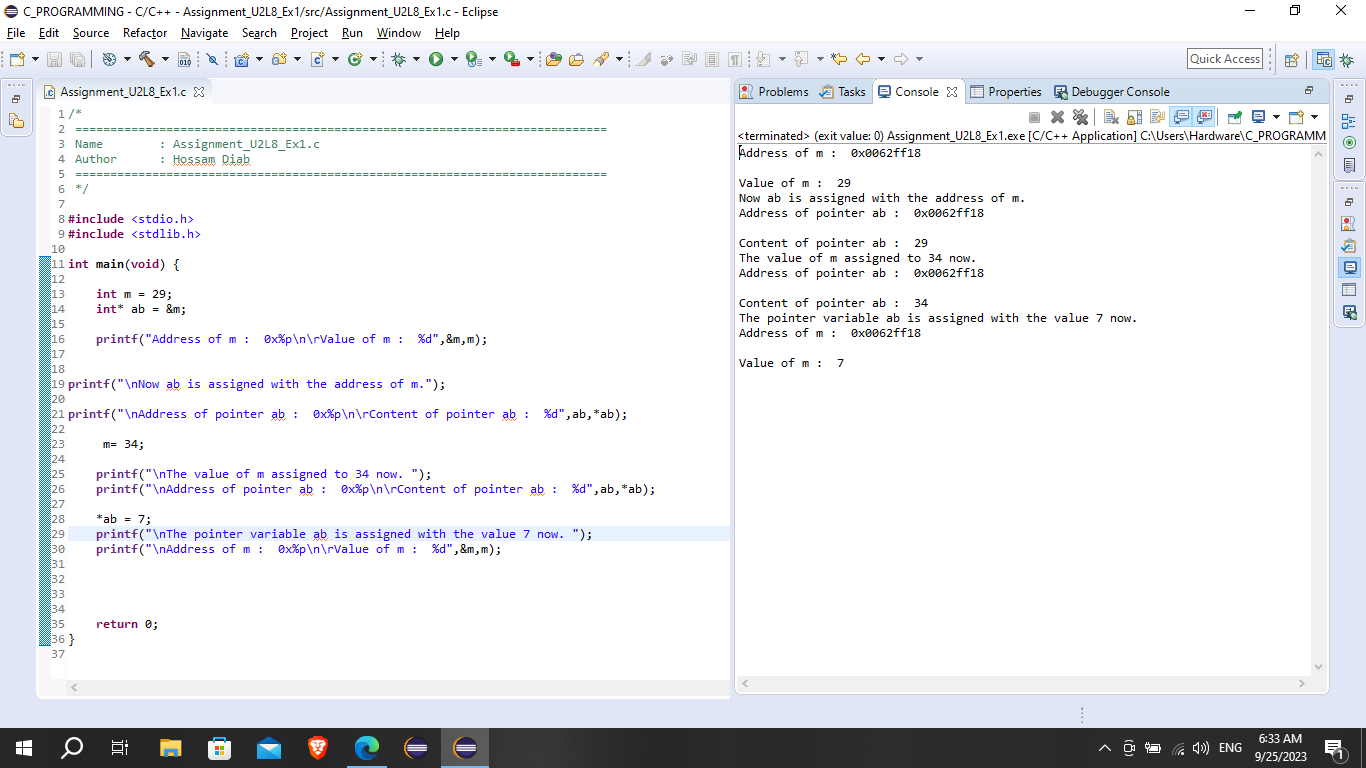 C_PROGRAMMING - C/C++ - Assignment_U2L8_Ex1/src/Assignment_U2L8_Ex1.c - Eclipse
File Edit Source Refactor Navigate Search Project Run Window Help
Quick Access
Assignment_U2L8_Ex1.c
1 /*
2 ============================================================================
3 Name        : Assignment_U2L8_Ex1.c
4 Author      : Hossam Diab
5 ============================================================================
6 */
7
8 #include <stdio.h>
9 #include <stdlib.h>
10
11 int main(void) {
12
13     int m = 29;
14     int* ab = &m;
15
16     printf("Address of m :  0x%p\n\rValue of m :  %d",&m,m);
17
18
19 printf("\nNow ab is assigned with the address of m.");
20
21 printf("\nAddress of pointer ab :  0x%p\n\rContent of pointer ab :  %d",ab,*ab);
22
23      m= 34;
24
25     printf("\nThe value of m assigned to 34 now. ");
26     printf("\nAddress of pointer ab :  0x%p\n\rContent of pointer ab :  %d",ab,*ab);
27
28     *ab = 7;
29     printf("\nThe pointer variable ab is assigned with the value 7 now. ");
30     printf("\nAddress of m :  0x%p\n\rValue of m :  %d",&m,m);
31
32
33
34
35     return 0;
36 }
37
Problems Tasks Console Properties Debugger Console
<terminated> (exit value: 0) Assignment_U2L8_Ex1.exe [C/C++ Application] C:\Users\Hardware\C_PROGRAMM
Address of m :  0x0062ff18
Value of m :  29
Now ab is assigned with the address of m.
Address of pointer ab :  0x0062ff18
Content of pointer ab :  29
The value of m assigned to 34 now.
Address of pointer ab :  0x0062ff18
Content of pointer ab :  34
The pointer variable ab is assigned with the value 7 now.
Address of m :  0x0062ff18
Value of m :  7
ENG
6:33 AM
9/25/2023
1